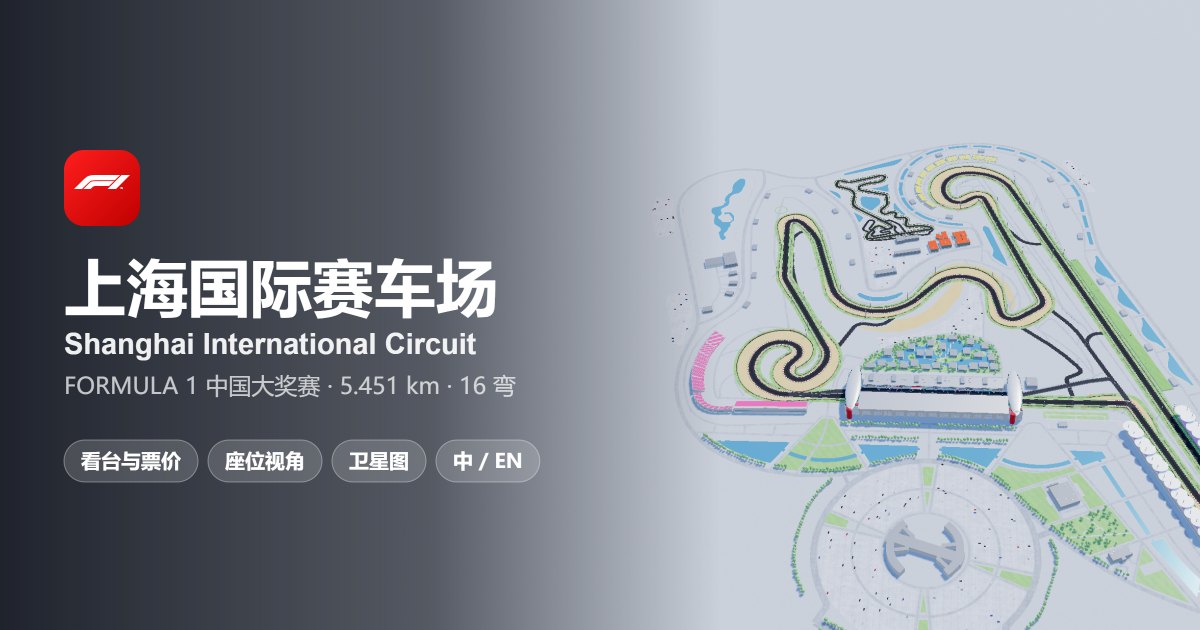 F1
上海国际赛车场
Shanghai International Circuit
FORMULA 1 中国大奖赛 · 5.451 km · 16 弯
看台与票价 座位视角 卫星图 中 / EN